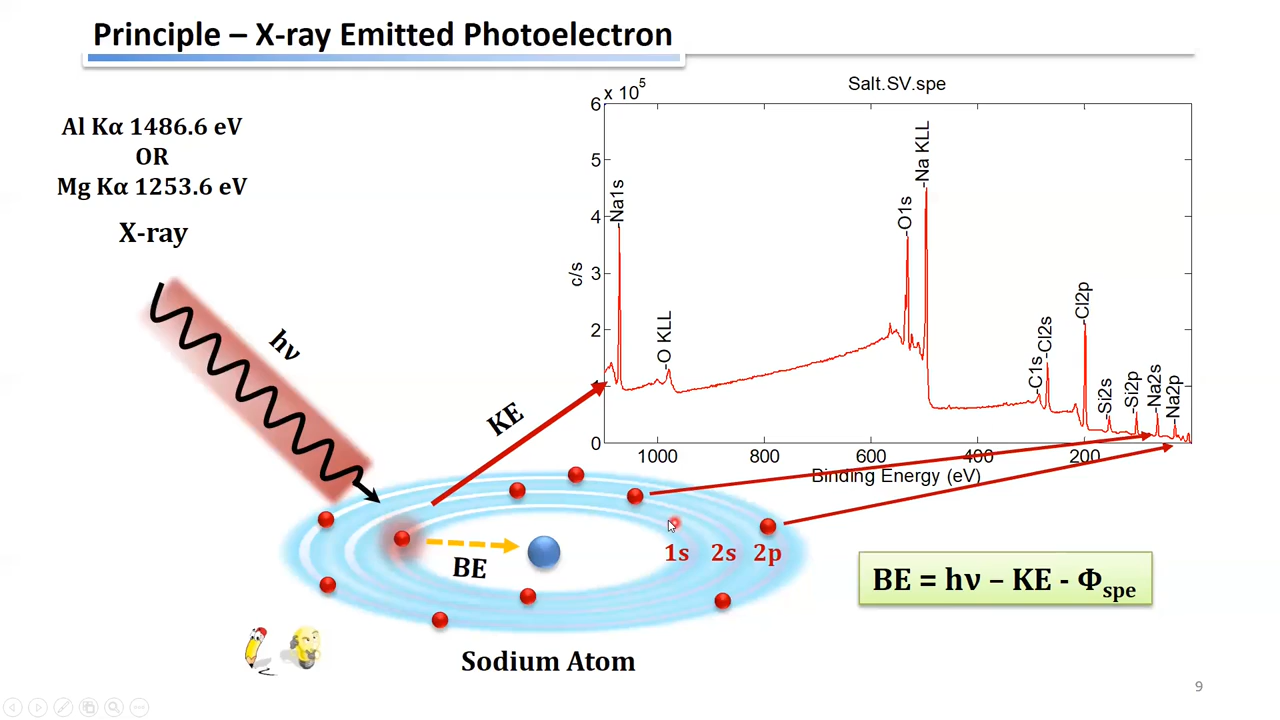 Principle – X-ray Emitted Photoelectron
Al Kα 1486.6 eV
OR
Mg Kα 1253.6 eV
X-ray
hν
KE
BE
1s 2s 2p
Sodium Atom
Salt.SV.spe
x 10⁵
6
5
4
3
2
1
0
c/s
-Na1s
-O KLL
-O1s
-Na KLL
-C1s
-Cl2s
-Cl2p
-Si2s
-Si2p
-Na2s
-Na2p
1000 800 600 400 200
Binding Energy (eV)
BE = hν – KE - Φspe
9